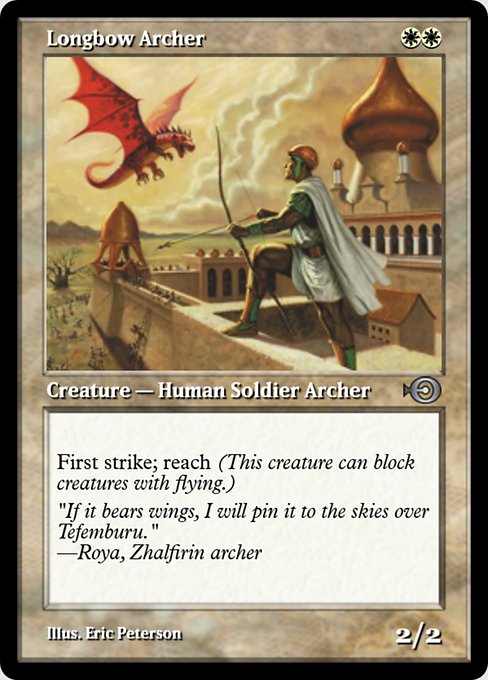 Longbow Archer
Creature — Human Soldier Archer
First strike; reach (This creature can block
creatures with flying.)
"If it bears wings, I will pin it to the skies over
Tefemburu."
—Roya, Zhalfirin archer
Illus. Eric Peterson
2/2